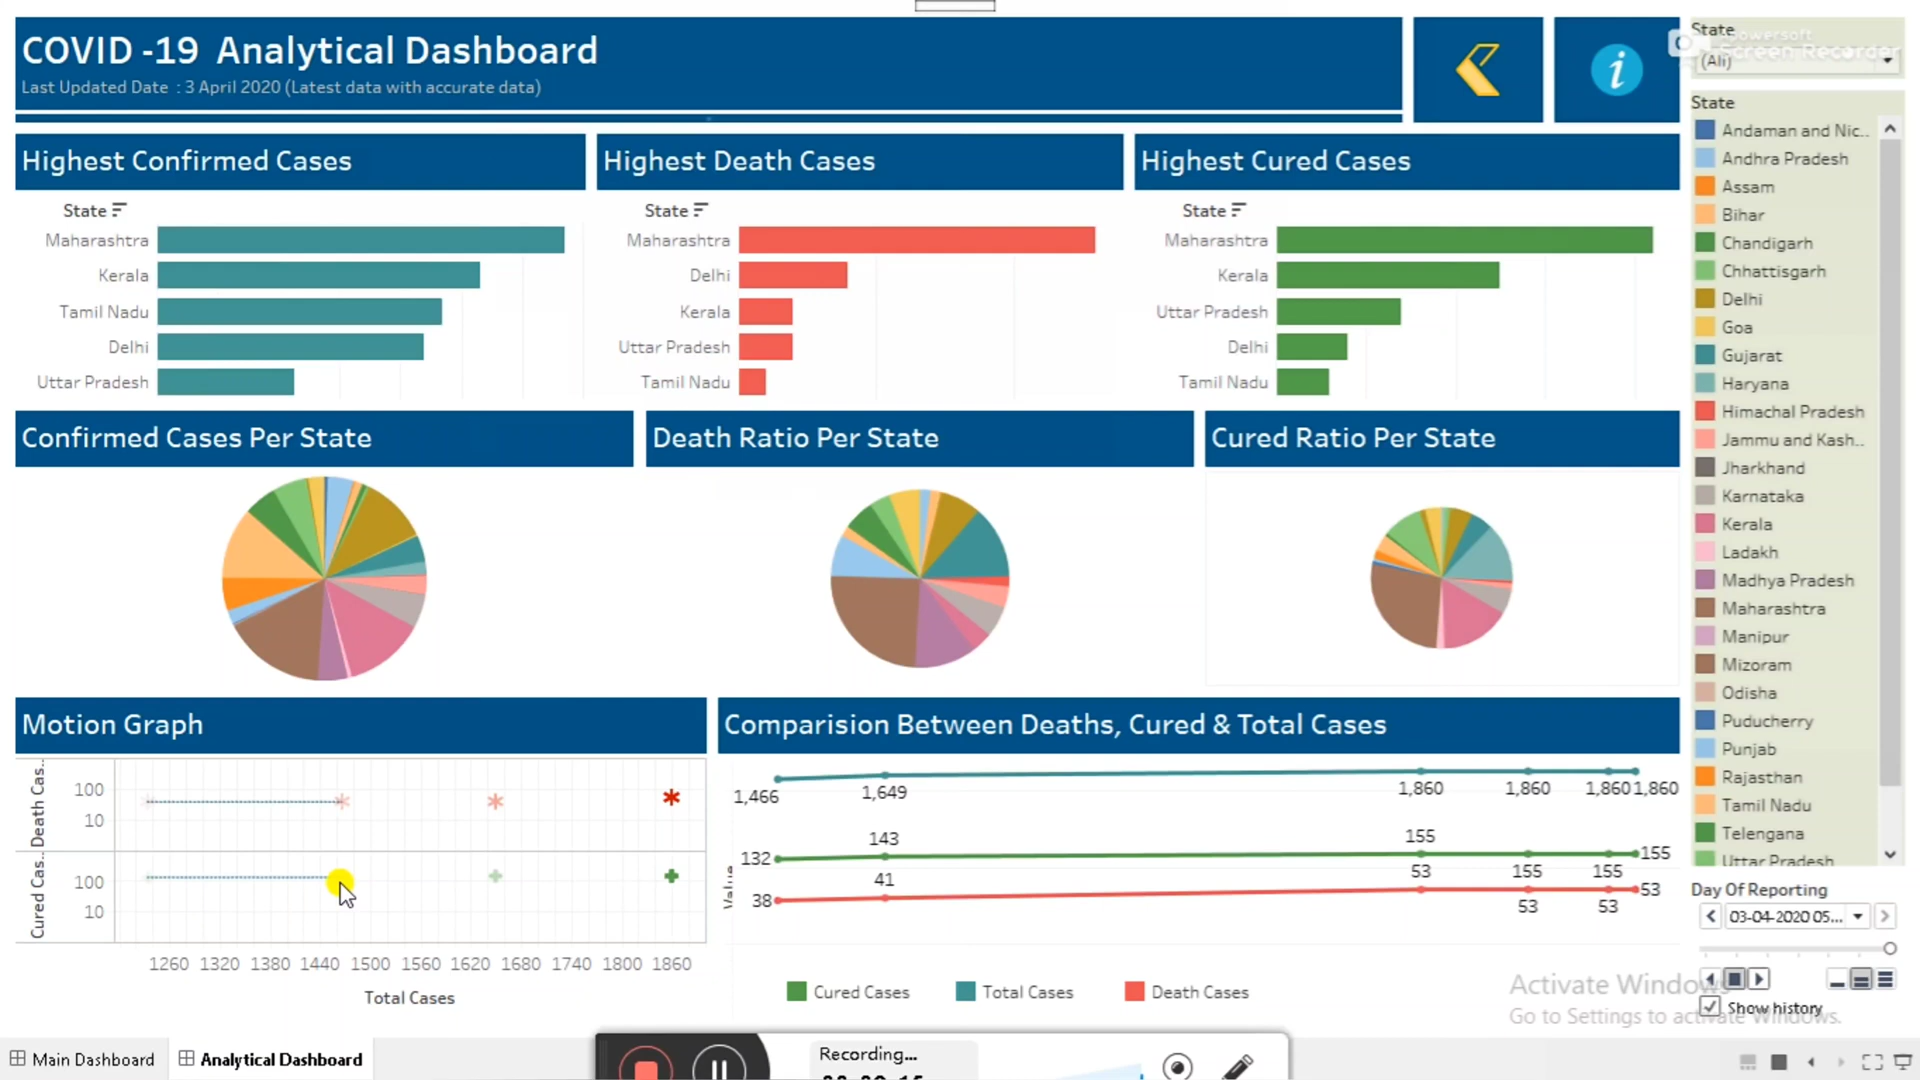 COVID -19 Analytical Dashboard
Last Updated Date : 3 April 2020 (Latest data with accurate data)
i
State
(All)
Screen Recorder
Highest Confirmed Cases
Highest Death Cases
Highest Cured Cases
State
Maharashtra
Kerala
Tamil Nadu
Delhi
Uttar Pradesh
State
Maharashtra
Delhi
Kerala
Uttar Pradesh
Tamil Nadu
State
Maharashtra
Kerala
Uttar Pradesh
Delhi
Tamil Nadu
Confirmed Cases Per State
Death Ratio Per State
Cured Ratio Per State
State
Andaman and Nic..
Andhra Pradesh
Assam
Bihar
Chandigarh
Chhattisgarh
Delhi
Goa
Gujarat
Haryana
Himachal Pradesh
Jammu and Kash..
Jharkhand
Karnataka
Kerala
Ladakh
Madhya Pradesh
Maharashtra
Manipur
Mizoram
Odisha
Puducherry
Punjab
Rajasthan
Tamil Nadu
Telengana
Uttar Pradesh
Motion Graph
Death Cas..
100
10
Cured Cas..
100
10
1260 1320 1380 1440 1500 1560 1620 1680 1740 1800 1860
Total Cases
Comparision Between Deaths, Cured & Total Cases
1,466
1,649
1,860
1,860
1,860
1,860
132
143
155
155
155
155
38
41
53
53
53
53
Value
Cured Cases
Total Cases
Death Cases
Day Of Reporting
03-04-2020 05...
Show history
Activate Windows
Go to Settings to activate Windows.
Main Dashboard
Analytical Dashboard
Recording...